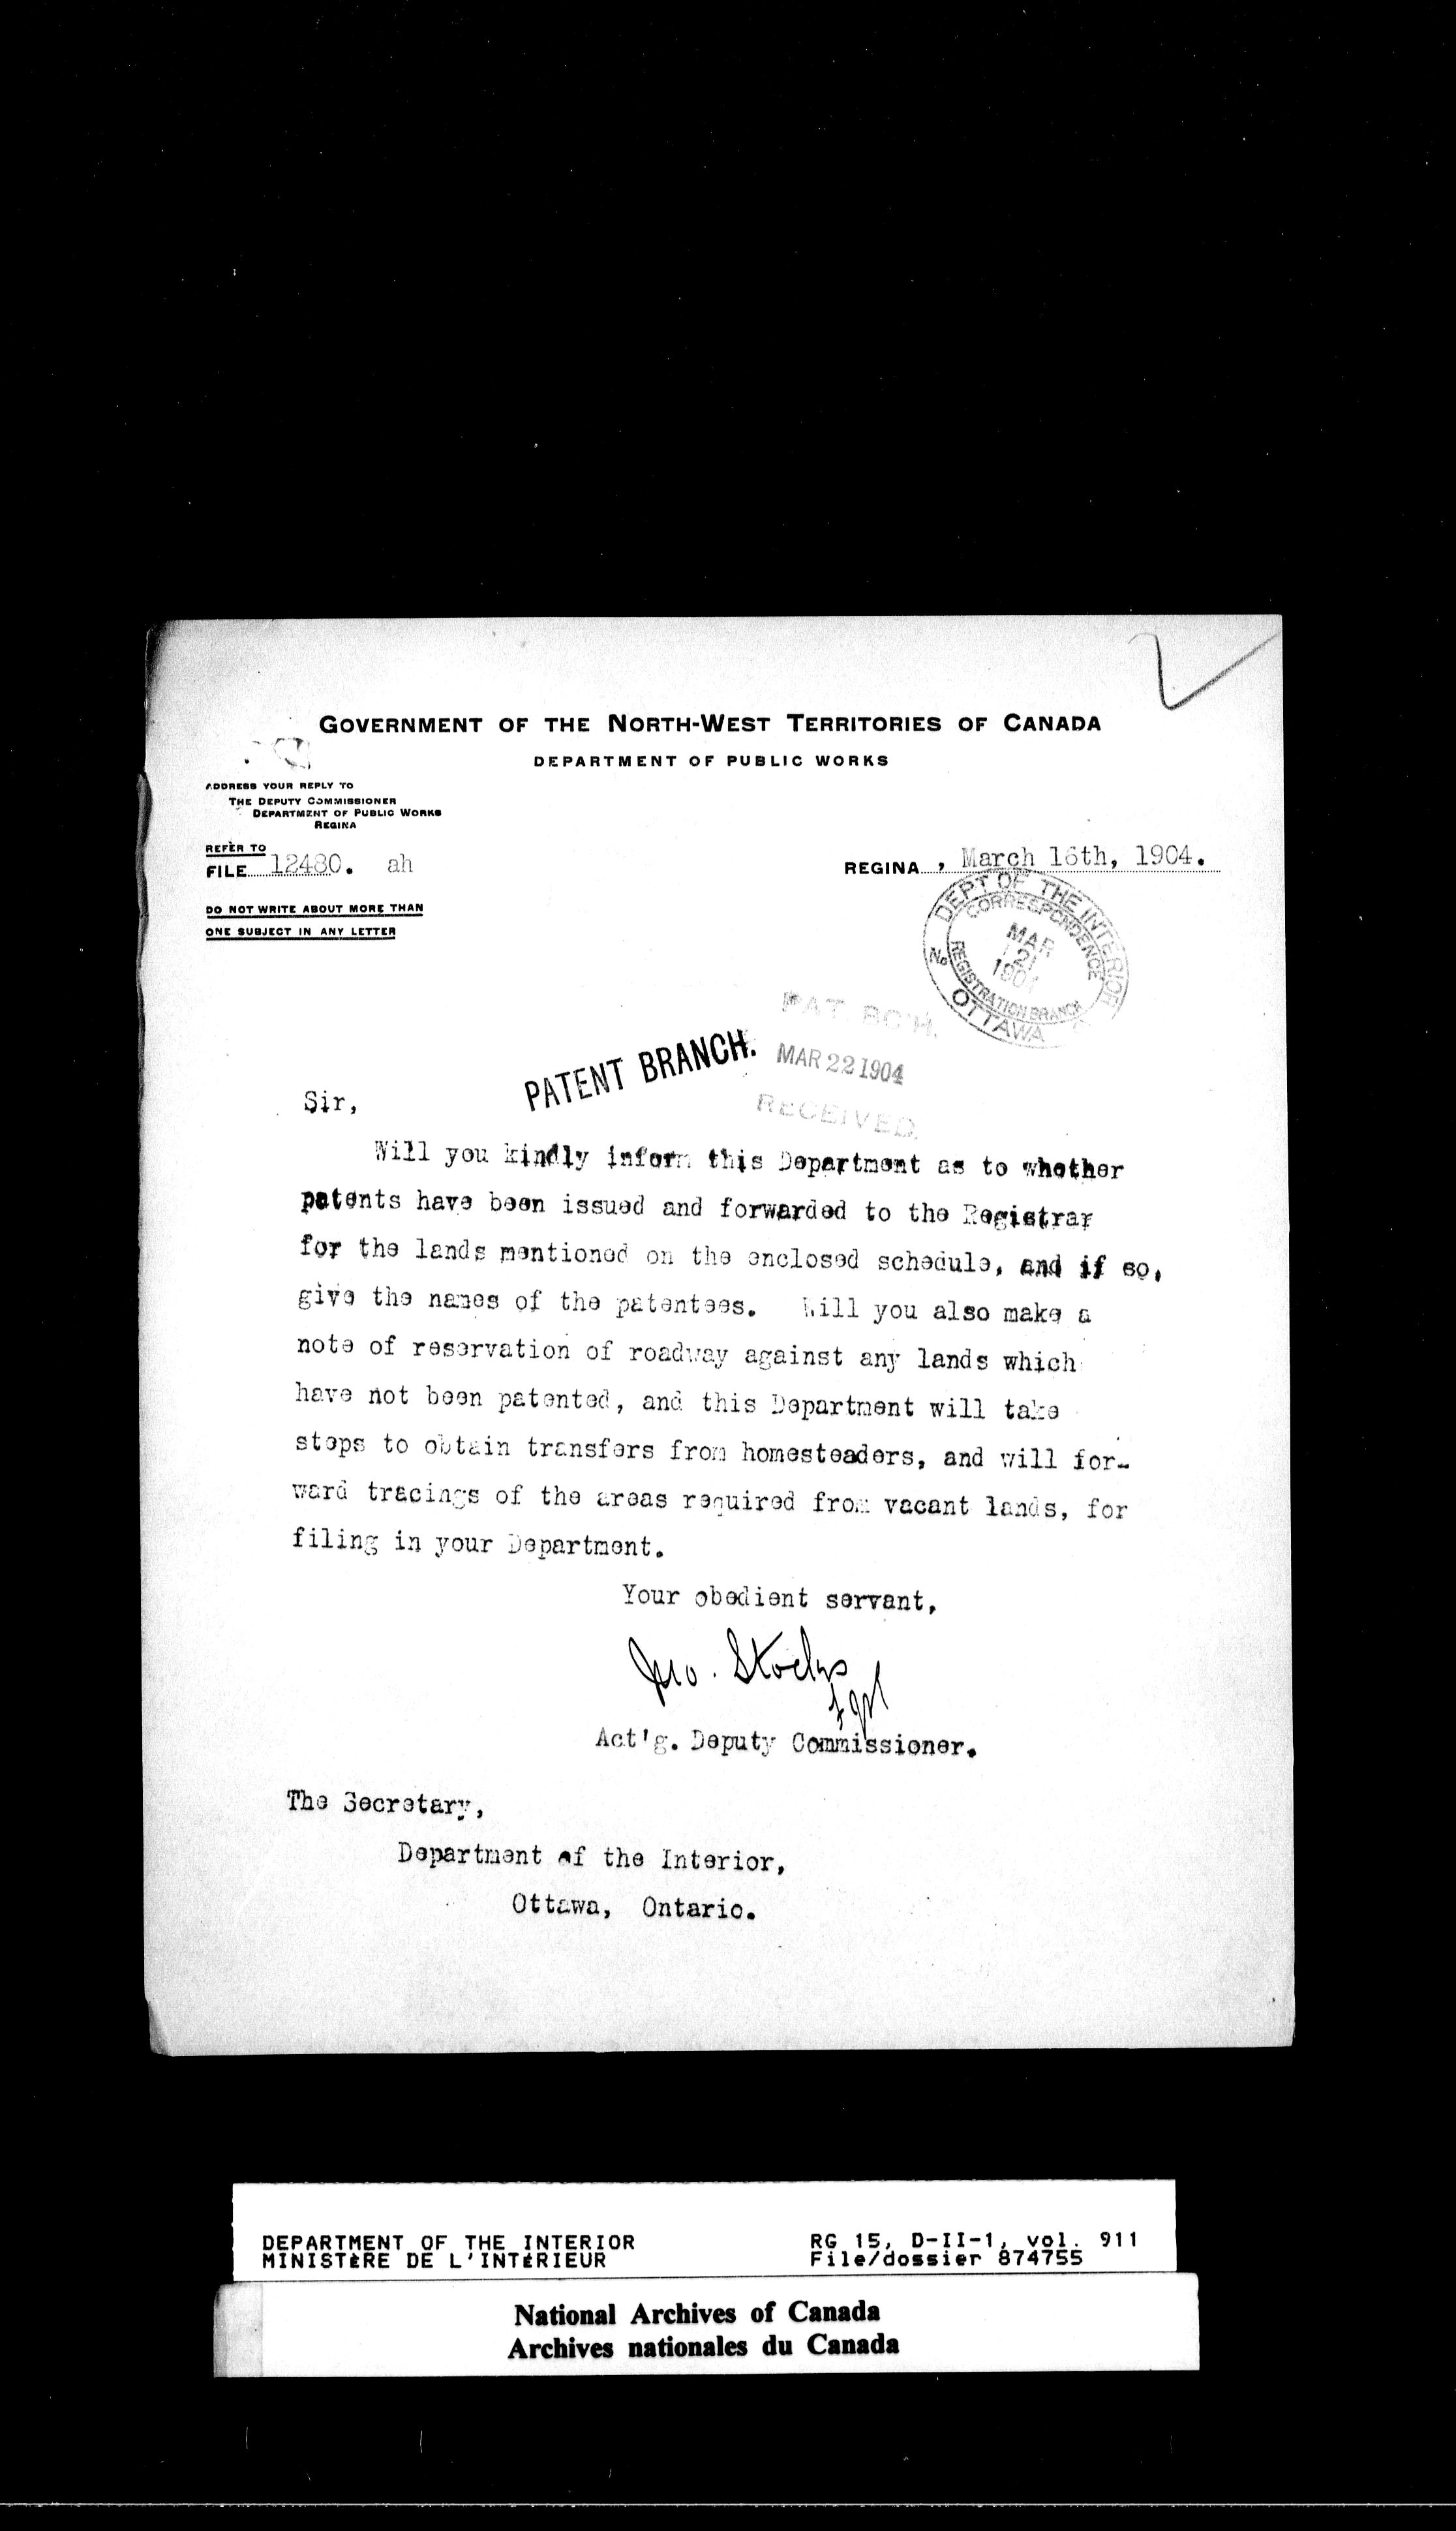 GOVERNMENT OF THE NORTH-WEST TERRITORIES OF CANADA
DEPARTMENT OF PUBLIC WORKS
ADDRESS YOUR REPLY TO
THE DEPUTY COMMISSIONER
DEPARTMENT OF PUBLIC WORKS
REGINA
REFER TO
FILE 12480. ah
REGINA, March 16th, 1904.
DO NOT WRITE ABOUT MORE THAN
ONE SUBJECT IN ANY LETTER
DEPT OF THE INTERIOR
CORRESPONDENCE
MAR
21
1904
No
REGISTRATION BRANCH
OTTAWA
PAT. BCH.
MAR 22 1904
RECEIVED.
PATENT BRANCH.
Sir,
Will you kindly inform this Department as to whether
patents have been issued and forwarded to the Registrar
for the lands mentioned on the enclosed schedule, and if so,
give the names of the patentees. Will you also make a
note of reservation of roadway against any lands which
have not been patented, and this Department will take
steps to obtain transfers from homesteaders, and will for-
ward tracings of the areas required from vacant lands, for
filing in your Department.
Your obedient servant,
Jno. Stocks
Act'g. Deputy Commissioner.
The Secretary,
Department of the Interior,
Ottawa, Ontario.
DEPARTMENT OF THE INTERIOR
MINISTÈRE DE L'INTÉRIEUR
RG 15, D-II-1, vol. 911
File/dossier 874755
National Archives of Canada
Archives nationales du Canada